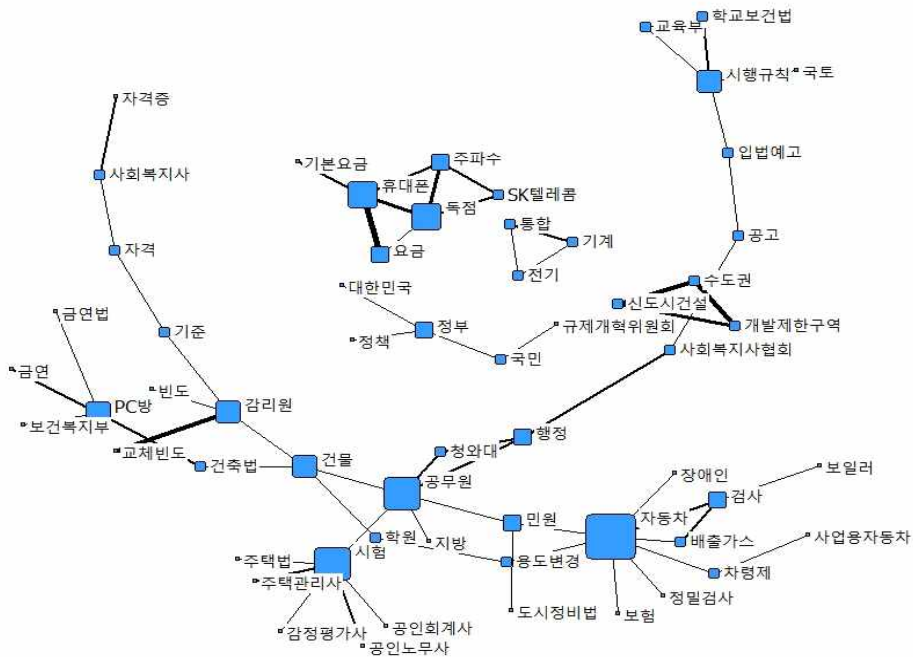 학교보건법
교육부
시행규칙
국토
자격증
입법예고
주파수
기본요금
사회복지사
휴대폰
SK텔레콤
독점
통합
공고
기계
요금
자격
전기
수도권
대한민국
신도시건설
금연법
정부
규제개혁위원회
개발제한구역
기준
정책
국민
사회복지사협회
금연
빈도
PC방
감리원
보건복지부
행정
교체빈도
청와대
건축법
건물
공무원
장애인
보일러
검사
민원
자동차
학원
지방
사업용자동차
배출가스
시험
주택법
용도변경
차령제
주택관리사
정밀검사
도시정비법
보험
감정평가사
공인회계사
공인노무사